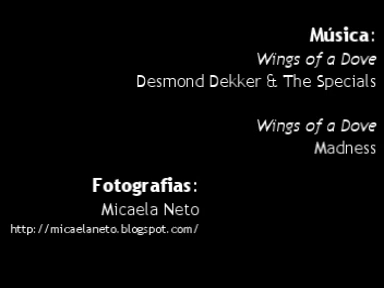 Música:
Wings of a Dove
Desmond Dekker & The Specials
Wings of a Dove
Madness
Fotografias:
Micaela Neto
http://micaelaneto.blogspot.com/